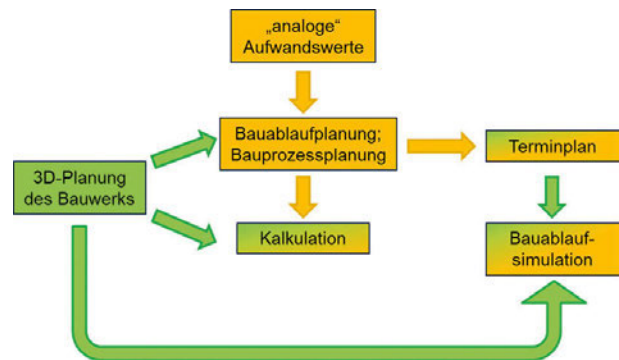 „analoge“
Aufwandswerte
Bauablaufplanung;
Bauprozessplanung
Terminplan
3D-Planung
des Bauwerks
Kalkulation
Bauablauf-
simulation